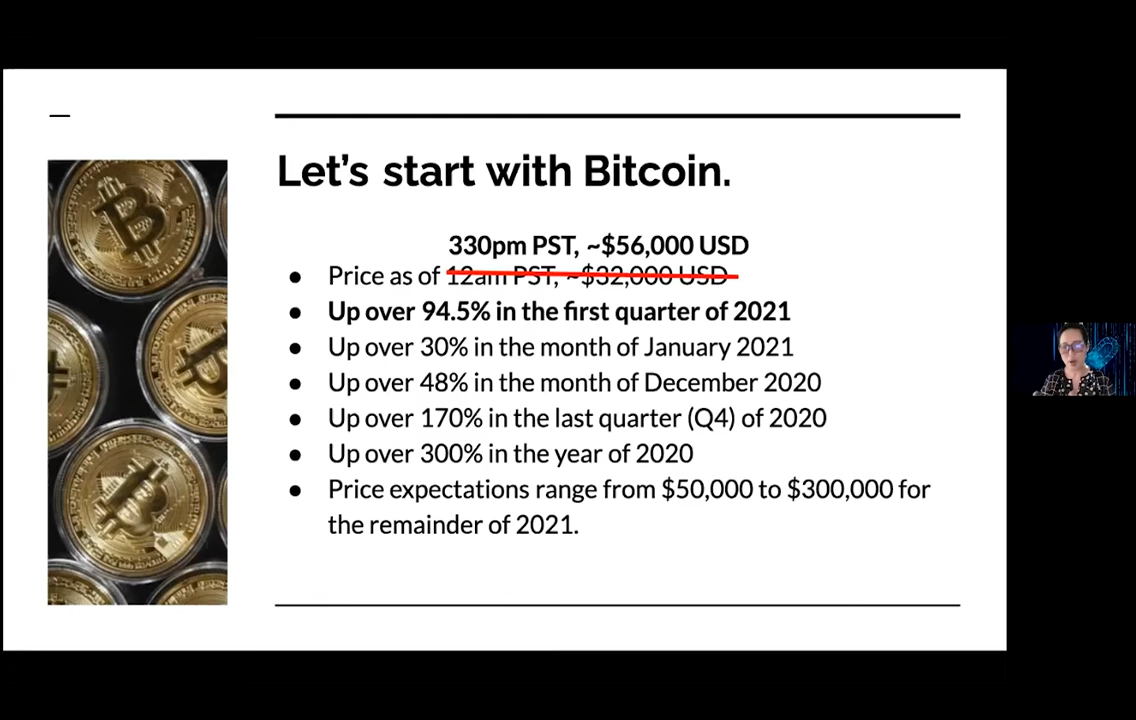 Let's start with Bitcoin.
330pm PST, ~$56,000 USD
● Price as of 12am PST, ~$32,000 USD
● Up over 94.5% in the first quarter of 2021
● Up over 30% in the month of January 2021
● Up over 48% in the month of December 2020
● Up over 170% in the last quarter (Q4) of 2020
● Up over 300% in the year of 2020
● Price expectations range from $50,000 to $300,000 for
the remainder of 2021.